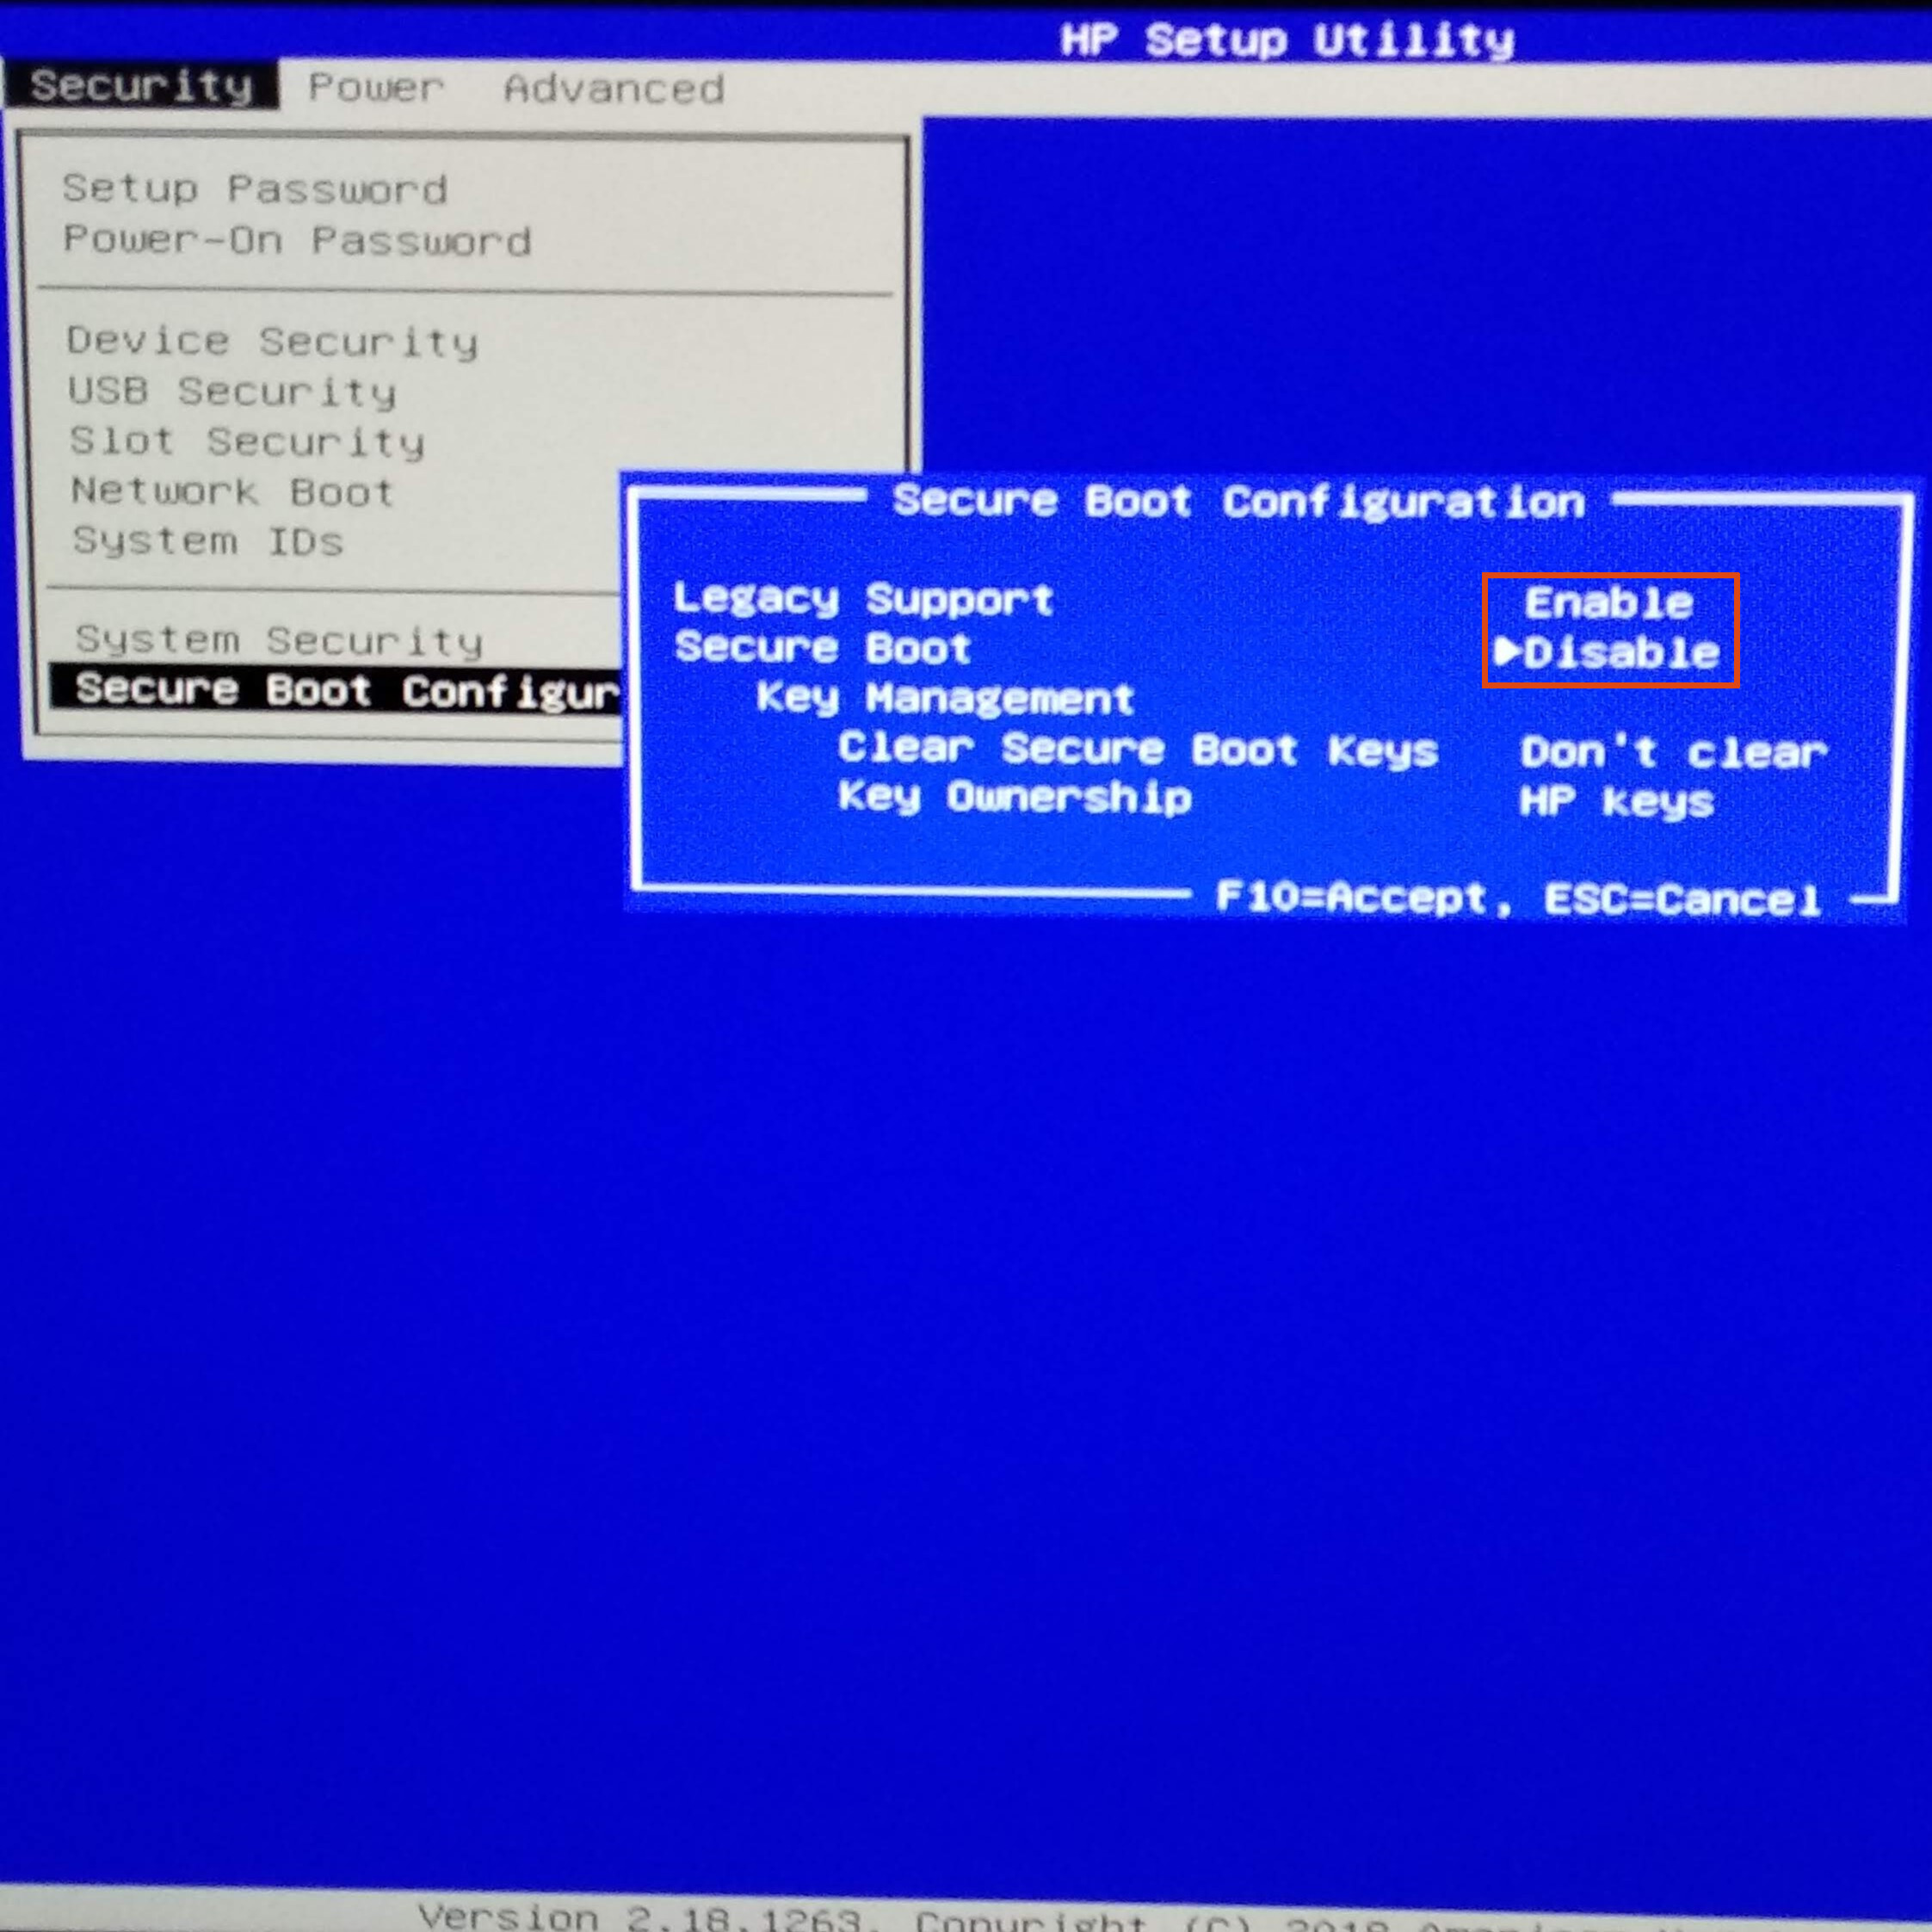 HP Setup Utility
Security Power Advanced
Setup Password
Power-On Password
Device Security
USB Security
Slot Security
Network Boot
System IDs
System Security
Secure Boot Configur
Secure Boot Configuration
Legacy Support Enable
Secure Boot ►Disable
Key Management
Clear Secure Boot Keys Don't clear
Key Ownership HP keys
F10=Accept, ESC=Cancel
Version 2.18.1263. Copyright (C) 2018 American